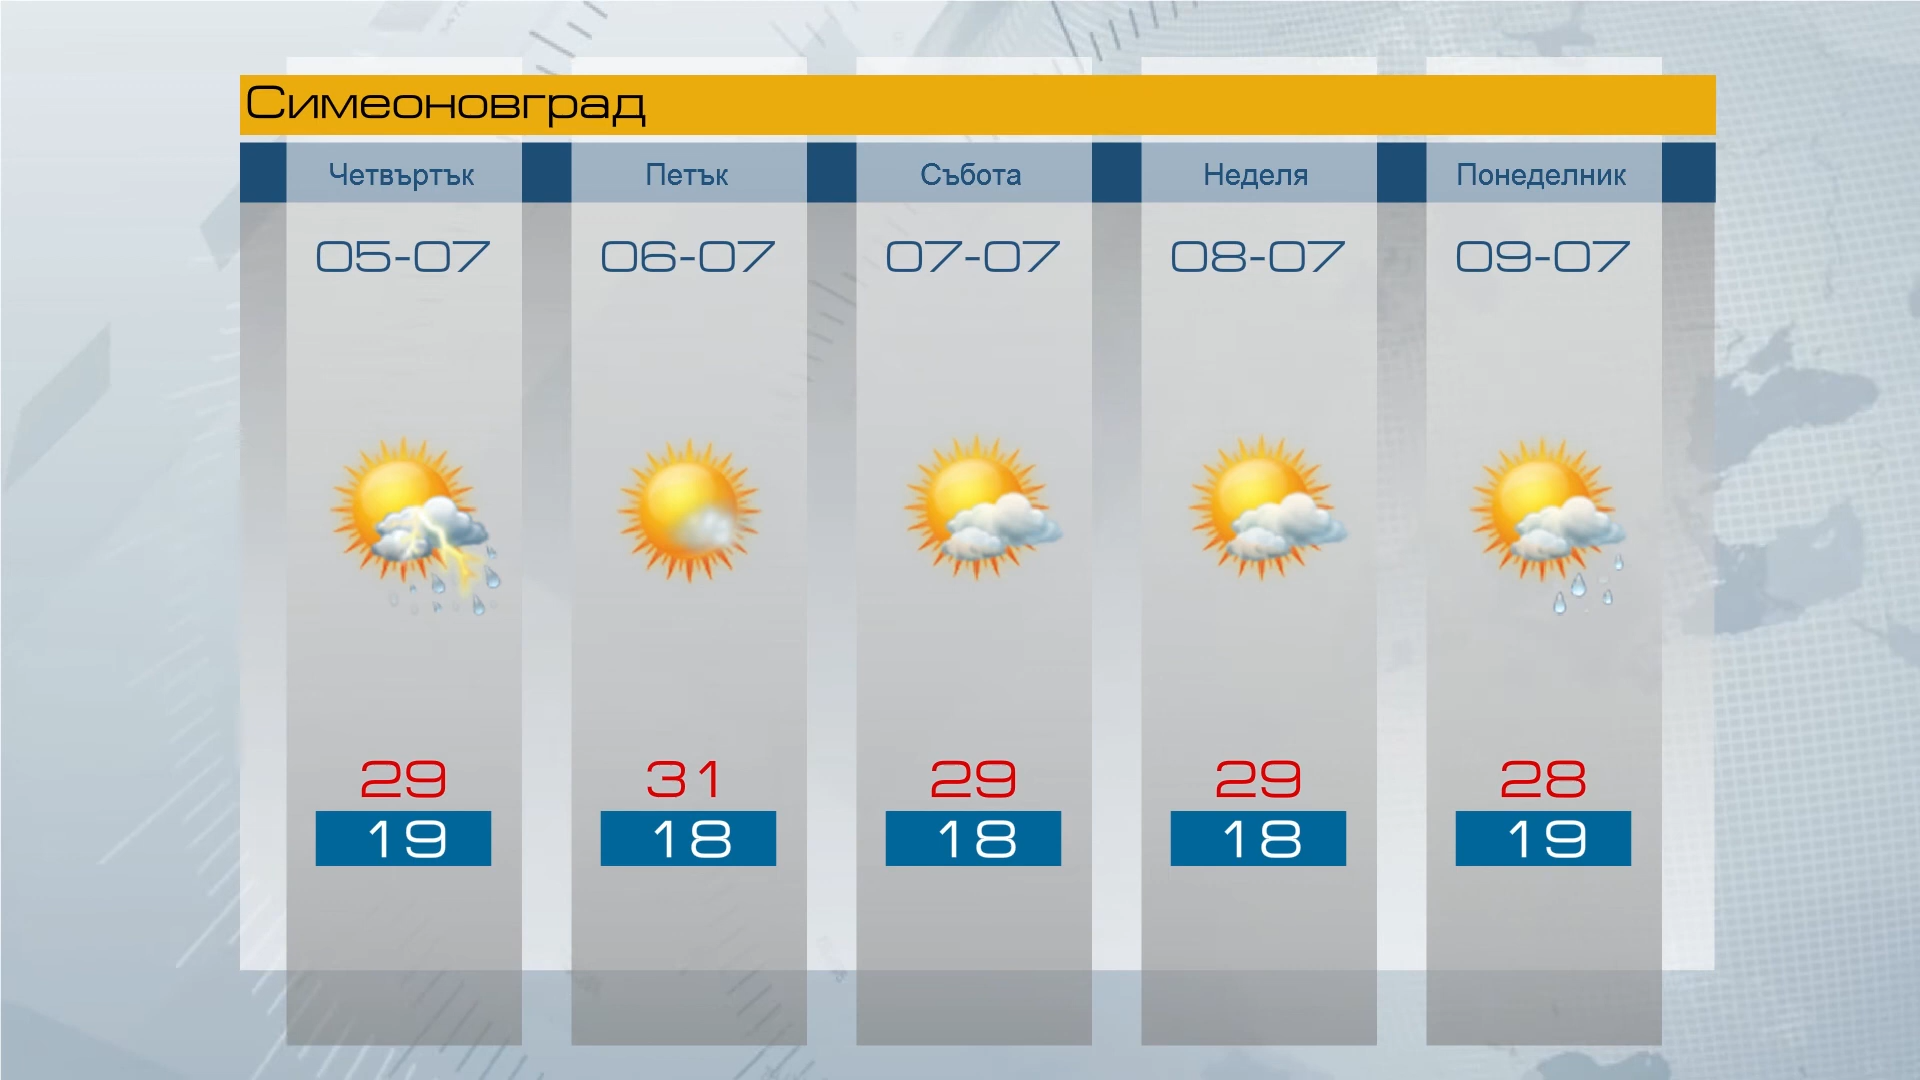 Симеоновград
Четвъртък Петък Събота Неделя Понеделник
05-07 06-07 07-07 08-07 09-07
29 31 29 29 28
19 18 18 18 19